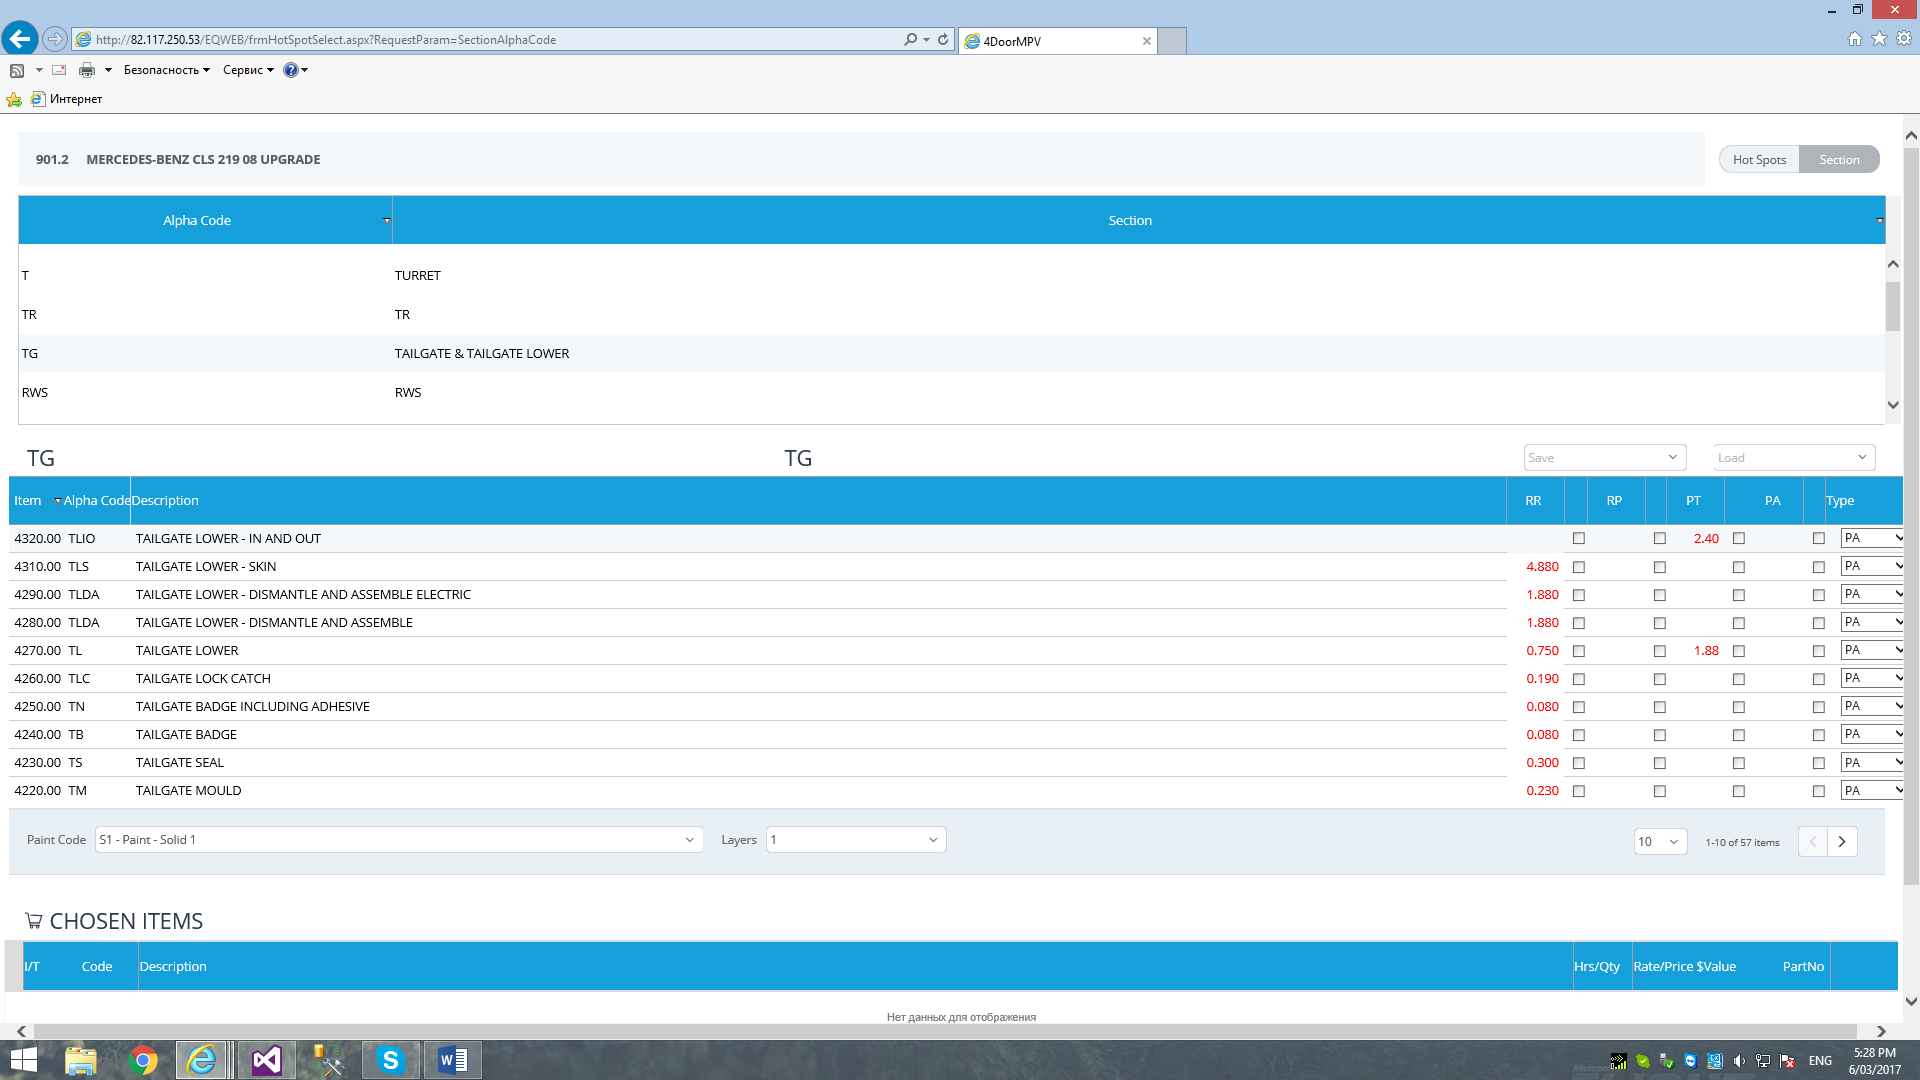 http://82.117.250.53/EQWEB/frmHotSpotSelect.aspx?RequestParam=SectionAlphaCode
4DoorMPV
Безопасность Сервис
Интернет
901.2 MERCEDES-BENZ CLS 219 08 UPGRADE
Hot Spots Section
Alpha Code Section
T TURRET
TR TR
TG TAILGATE & TAILGATE LOWER
RWS RWS
TG TG Save Load
Item Alpha Code Description RR RP PT PA Type
4320.00 TLIO TAILGATE LOWER - IN AND OUT 2.40 PA
4310.00 TLS TAILGATE LOWER - SKIN 4.880 PA
4290.00 TLDA TAILGATE LOWER - DISMANTLE AND ASSEMBLE ELECTRIC 1.880 PA
4280.00 TLDA TAILGATE LOWER - DISMANTLE AND ASSEMBLE 1.880 PA
4270.00 TL TAILGATE LOWER 0.750 1.88 PA
4260.00 TLC TAILGATE LOCK CATCH 0.190 PA
4250.00 TN TAILGATE BADGE INCLUDING ADHESIVE 0.080 PA
4240.00 TB TAILGATE BADGE 0.080 PA
4230.00 TS TAILGATE SEAL 0.300 PA
4220.00 TM TAILGATE MOULD 0.230 PA
Paint Code S1 - Paint - Solid 1 Layers 1 10 1-10 of 57 items
CHOSEN ITEMS
I/T Code Description Hrs/Qty Rate/Price $Value PartNo
Нет данных для отображения
ENG 5:28 PM
6/03/2017